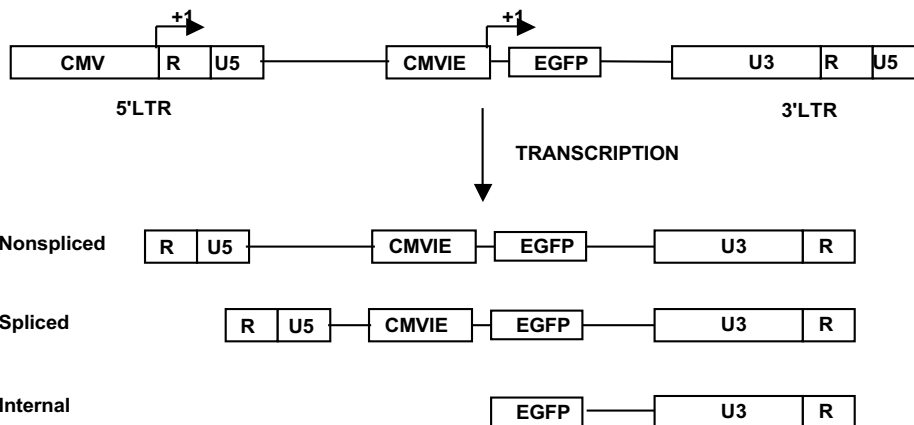 +1 +1
CMV R U5 CMVIE EGFP U3 R U5
5'LTR 3'LTR
TRANSCRIPTION
Nonspliced R U5 CMVIE EGFP U3 R
Spliced R U5 CMVIE EGFP U3 R
Internal EGFP U3 R